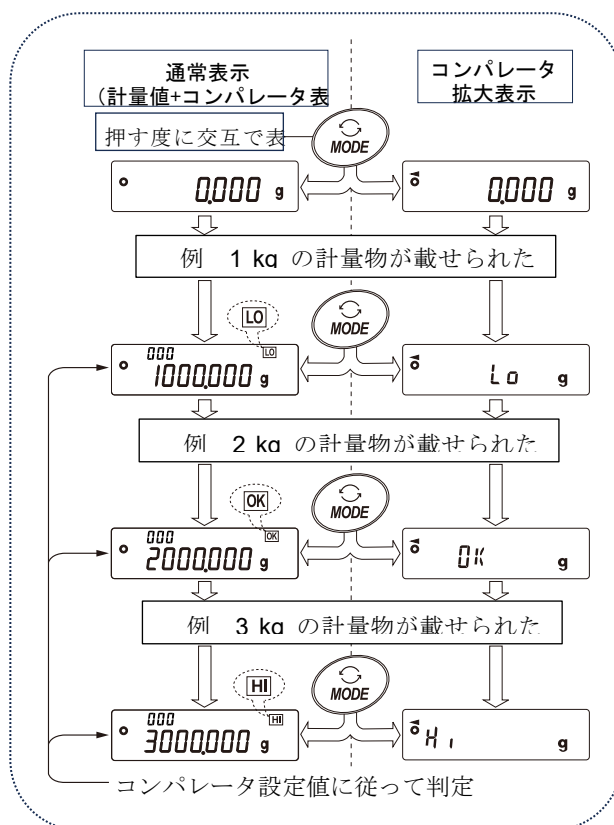 通常表示
(計量値+コンパレータ表
コンパレータ
拡大表示
押す度に交互で表
MODE
0.000 g
0.000 g
例 1 kg の計量物が載せられた
LO
MODE
LO
1000.000 g
Lo g
例 2 kg の計量物が載せられた
OK
MODE
OK
2000.000 g
OK g
例 3 kg の計量物が載せられた
HI
MODE
HI
3000.000 g
Hi g
コンパレータ設定値に従って判定